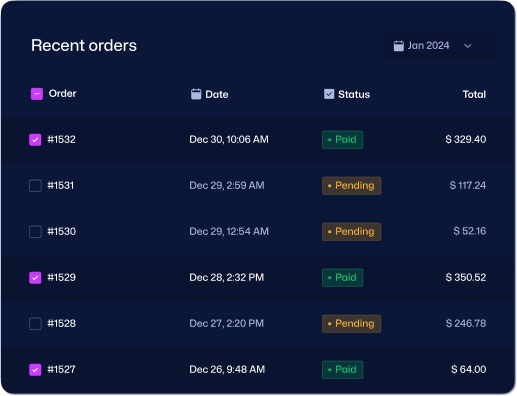 Recent orders
Jan 2024
Order Date Status Total
#1532 Dec 30, 10:06 AM Paid $ 329.40
#1531 Dec 29, 2:59 AM Pending $ 117.24
#1530 Dec 29, 12:54 AM Pending $ 52.16
#1529 Dec 28, 2:32 PM Paid $ 350.52
#1528 Dec 27, 2:20 PM Pending $ 246.78
#1527 Dec 26, 9:48 AM Paid $ 64.00